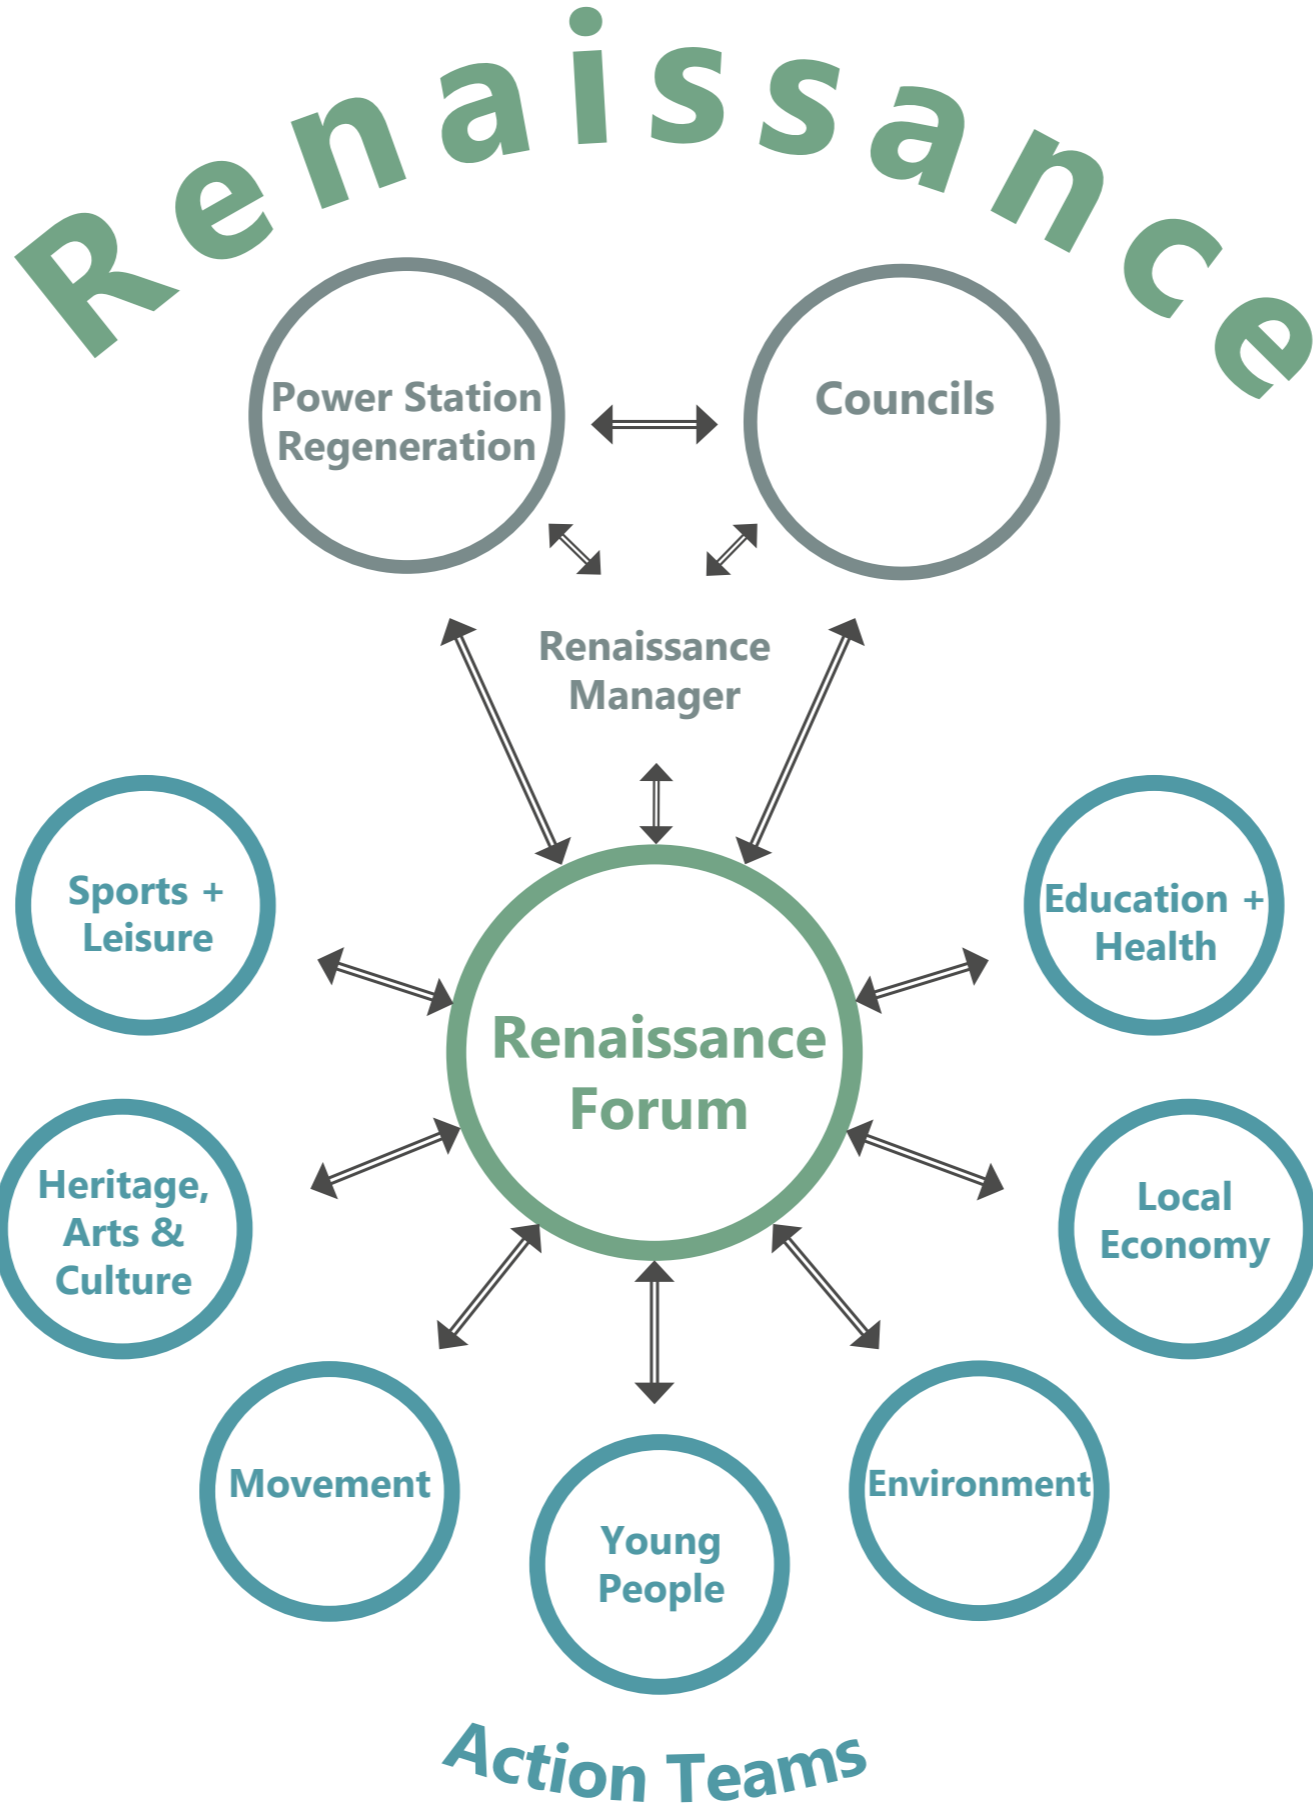 Renaissance
Power Station
Regeneration
Councils
Renaissance
Manager
Sports +
Leisure
Education +
Health
Renaissance
Forum
Heritage,
Arts &
Culture
Local
Economy
Movement
Environment
Young
People
Action Teams